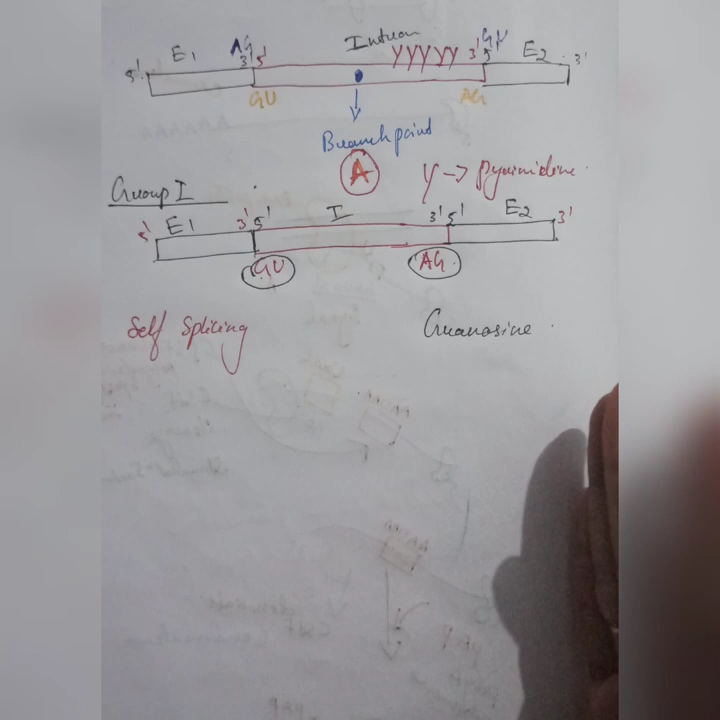 Intron
E1 AG YYYYY E2
5' 3' 5' 3' 5' 3'
GU AG
Branch point
A Y -> pyrimidine
Group I
E1 I E2
5' 3' 5' 3' 5' 3'
GU AG
Self Splicing Guanosine